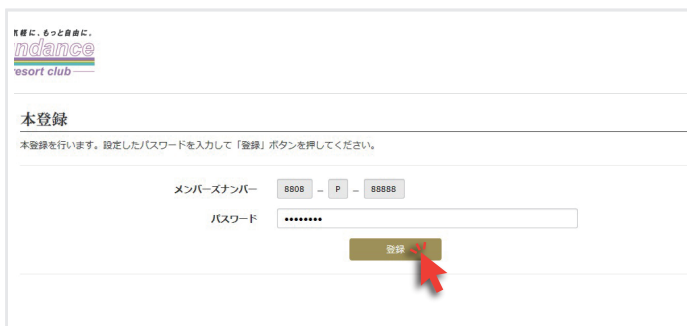 気軽に、もっと自由に。
ndance
resort club
本登録
本登録を行います。設定したパスワードを入力して「登録」ボタンを押してください。
メンバーズナンバー 8808 – P – 88888
パスワード ••••••••
登録